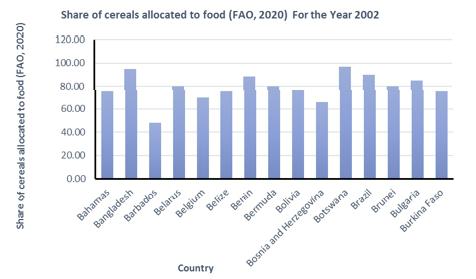 Share of cereals allocated to food (FAO, 2020)  For the Year 2002
Share of cereals allocated to food (FAO, 2020)
120.00
100.00
80.00
60.00
40.00
20.00
0.00
Bahamas
Bangladesh
Barbados
Belarus
Belgium
Belize
Benin
Bermuda
Bolivia
Bosnia and Herzegovina
Botswana
Brazil
Brunei
Bulgaria
Burkina Faso
Country